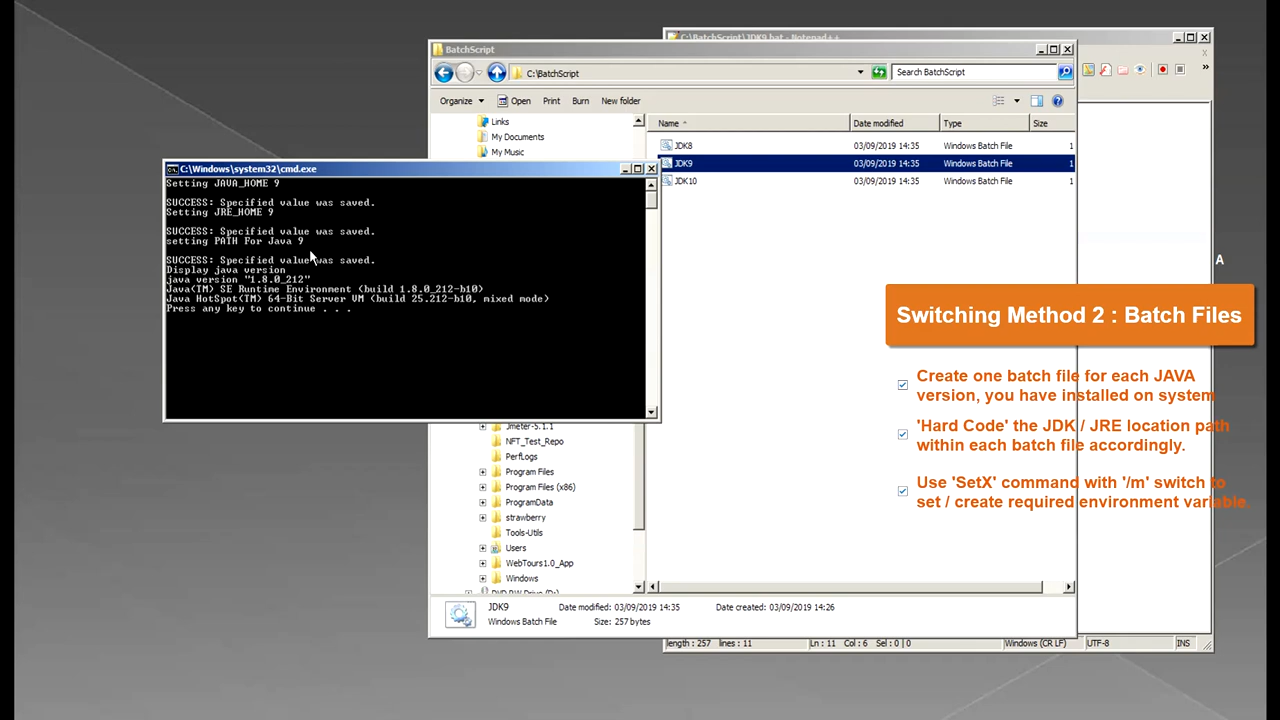 C:\BatchScript\JDK9.bat - Notepad++
BatchScript
C:\BatchScript
Search BatchScript
Organize
Open
Print
Burn
New folder
Links
My Documents
My Music
Name
Date modified
Type
Size
JDK8
03/09/2019 14:35
Windows Batch File
1
JDK9
03/09/2019 14:35
Windows Batch File
1
JDK10
03/09/2019 14:35
Windows Batch File
1
C:\Windows\system32\cmd.exe
Setting JAVA_HOME 9
SUCCESS: Specified value was saved.
Setting JRE_HOME 9
SUCCESS: Specified value was saved.
setting PATH For Java 9
SUCCESS: Specified value was saved.
Display java version
java version "1.8.0_212"
Java(TM) SE Runtime Environment (build 1.8.0_212-b10)
Java HotSpot(TM) 64-Bit Server VM (build 25.212-b10, mixed mode)
Press any key to continue . . .
A
Switching Method 2 : Batch Files
Create one batch file for each JAVA
version, you have installed on system
'Hard Code' the JDK / JRE location path
within each batch file accordingly.
Use 'SetX' command with '/m' switch to
set / create required environment variable.
Jmeter-5.1.1
NFT_Test_Repo
PerfLogs
Program Files
Program Files (x86)
ProgramData
strawberry
Tools-Utils
Users
WebTours1.0_App
Windows
DVD RW Drive (D:)
JDK9
Date modified: 03/09/2019 14:35
Date created: 03/09/2019 14:26
Windows Batch File
Size: 257 bytes
length : 257 lines : 11
Ln : 11 Col : 6 Sel : 0 | 0
Windows (CR LF)
UTF-8
INS